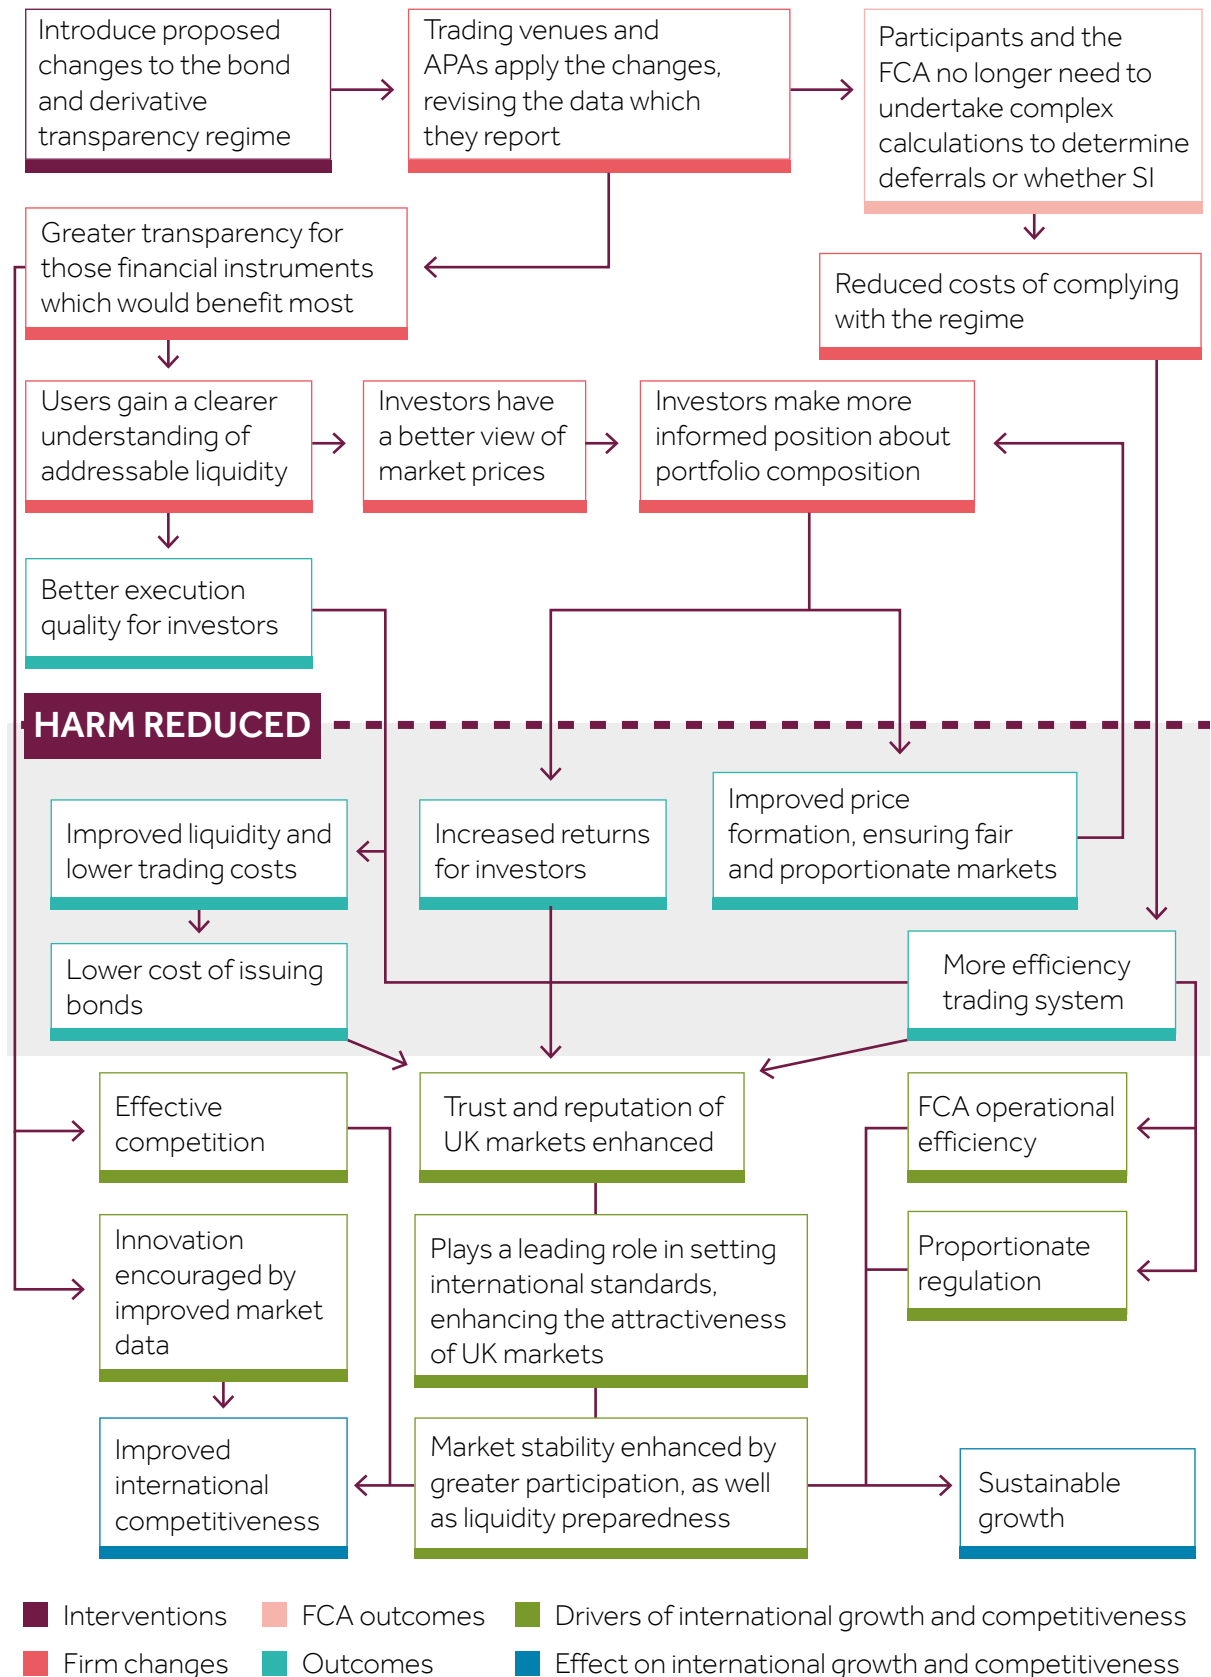 Introduce proposed
changes to the bond
and derivative
transparency regime
Trading venues and
APAs apply the changes,
revising the data which
they report
Participants and the
FCA no longer need to
undertake complex
calculations to determine
deferrals or whether SI
Greater transparency for
those financial instruments
which would benefit most
Reduced costs of complying
with the regime
Users gain a clearer
understanding of
addressable liquidity
Investors have
a better view of
market prices
Investors make more
informed position about
portfolio composition
Better execution
quality for investors
HARM REDUCED
Improved liquidity and
lower trading costs
Increased returns
for investors
Improved price
formation, ensuring fair
and proportionate markets
Lower cost of issuing
bonds
More efficiency
trading system
Effective
competition
Trust and reputation of
UK markets enhanced
FCA operational
efficiency
Innovation
encouraged by
improved market
data
Plays a leading role in setting
international standards,
enhancing the attractiveness
of UK markets
Proportionate
regulation
Improved
international
competitiveness
Market stability enhanced by
greater participation, as well
as liquidity preparedness
Sustainable
growth
Interventions
FCA outcomes
Drivers of international growth and competitiveness
Firm changes
Outcomes
Effect on international growth and competitiveness